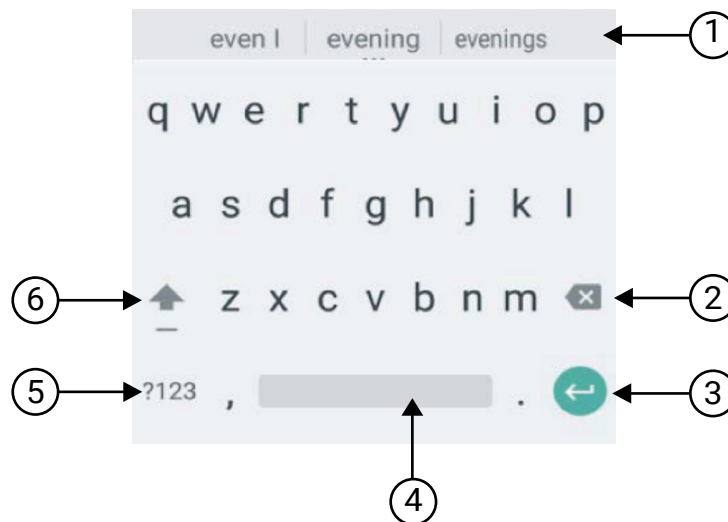 even I evening evenings 1
q w e r t y u i o p
a s d f g h j k l
6 z x c v b n m 2
5 ?123 , . 3
4